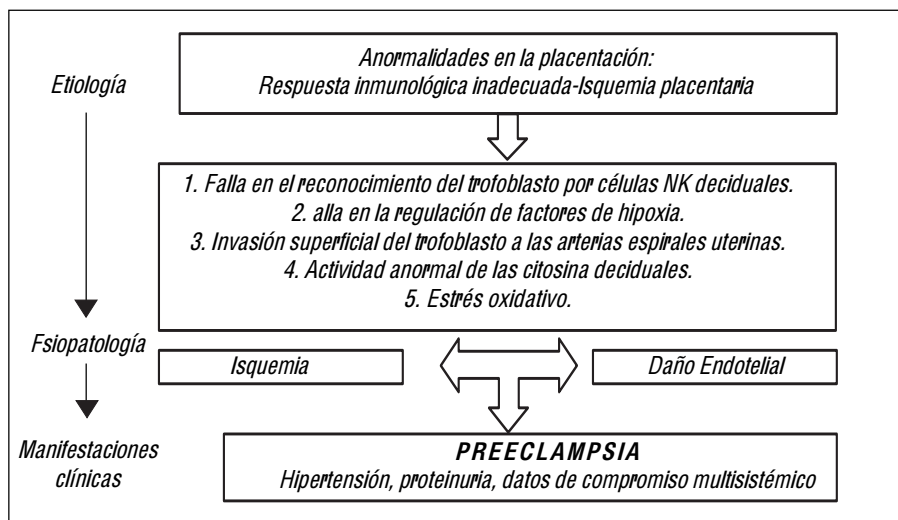 Etiología
Anormalidades en la placentación:
Respuesta inmunológica inadecuada-Isquemia placentaria
1. Falla en el reconocimiento del trofoblasto por células NK deciduales.
2. alla en la regulación de factores de hipoxia.
3. Invasión superficial del trofoblasto a las arterias espirales uterinas.
4. Actividad anormal de las citosina deciduales.
5. Estrés oxidativo.
Fsiopatología
Isquemia
Daño Endotelial
Manifestaciones
clínicas
PREECLAMPSIA
Hipertensión, proteinuria, datos de compromiso multisistémico